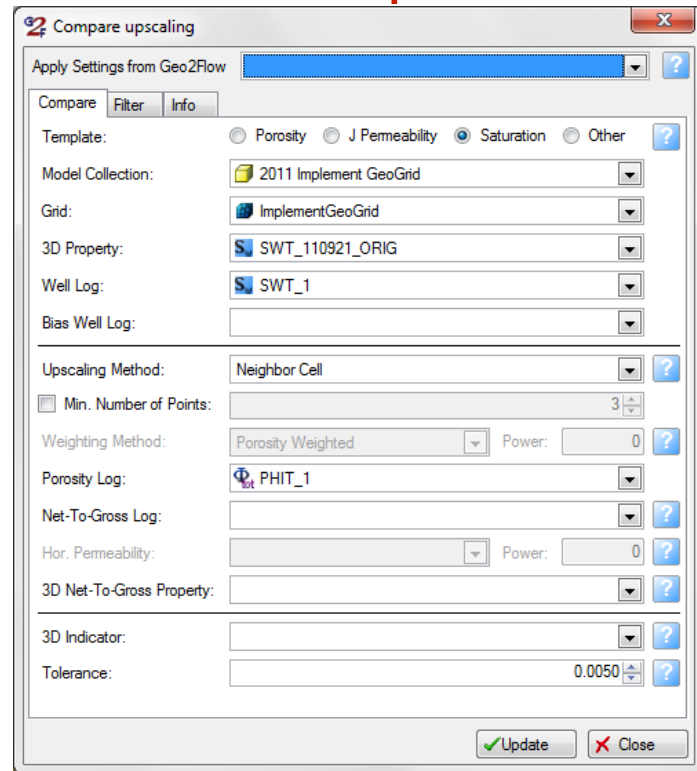 Compare upscaling
Apply Settings from Geo2Flow
?
Compare Filter Info
Template: Porosity J Permeability Saturation Other ?
Model Collection: 2011 Implement GeoGrid
Grid: ImplementGeoGrid
3D Property: Sw SWT_110921_ORIG
Well Log: Sw SWT_1
Bias Well Log:
Upscaling Method: Neighbor Cell ?
Min. Number of Points: 3
Weighting Method: Porosity Weighted Power: 0 ?
Porosity Log: Φtot PHIT_1
Net-To-Gross Log: ?
Hor. Permeability: Power: 0 ?
3D Net-To-Gross Property: ?
3D Indicator: ?
Tolerance: 0.0050 ?
Update Close